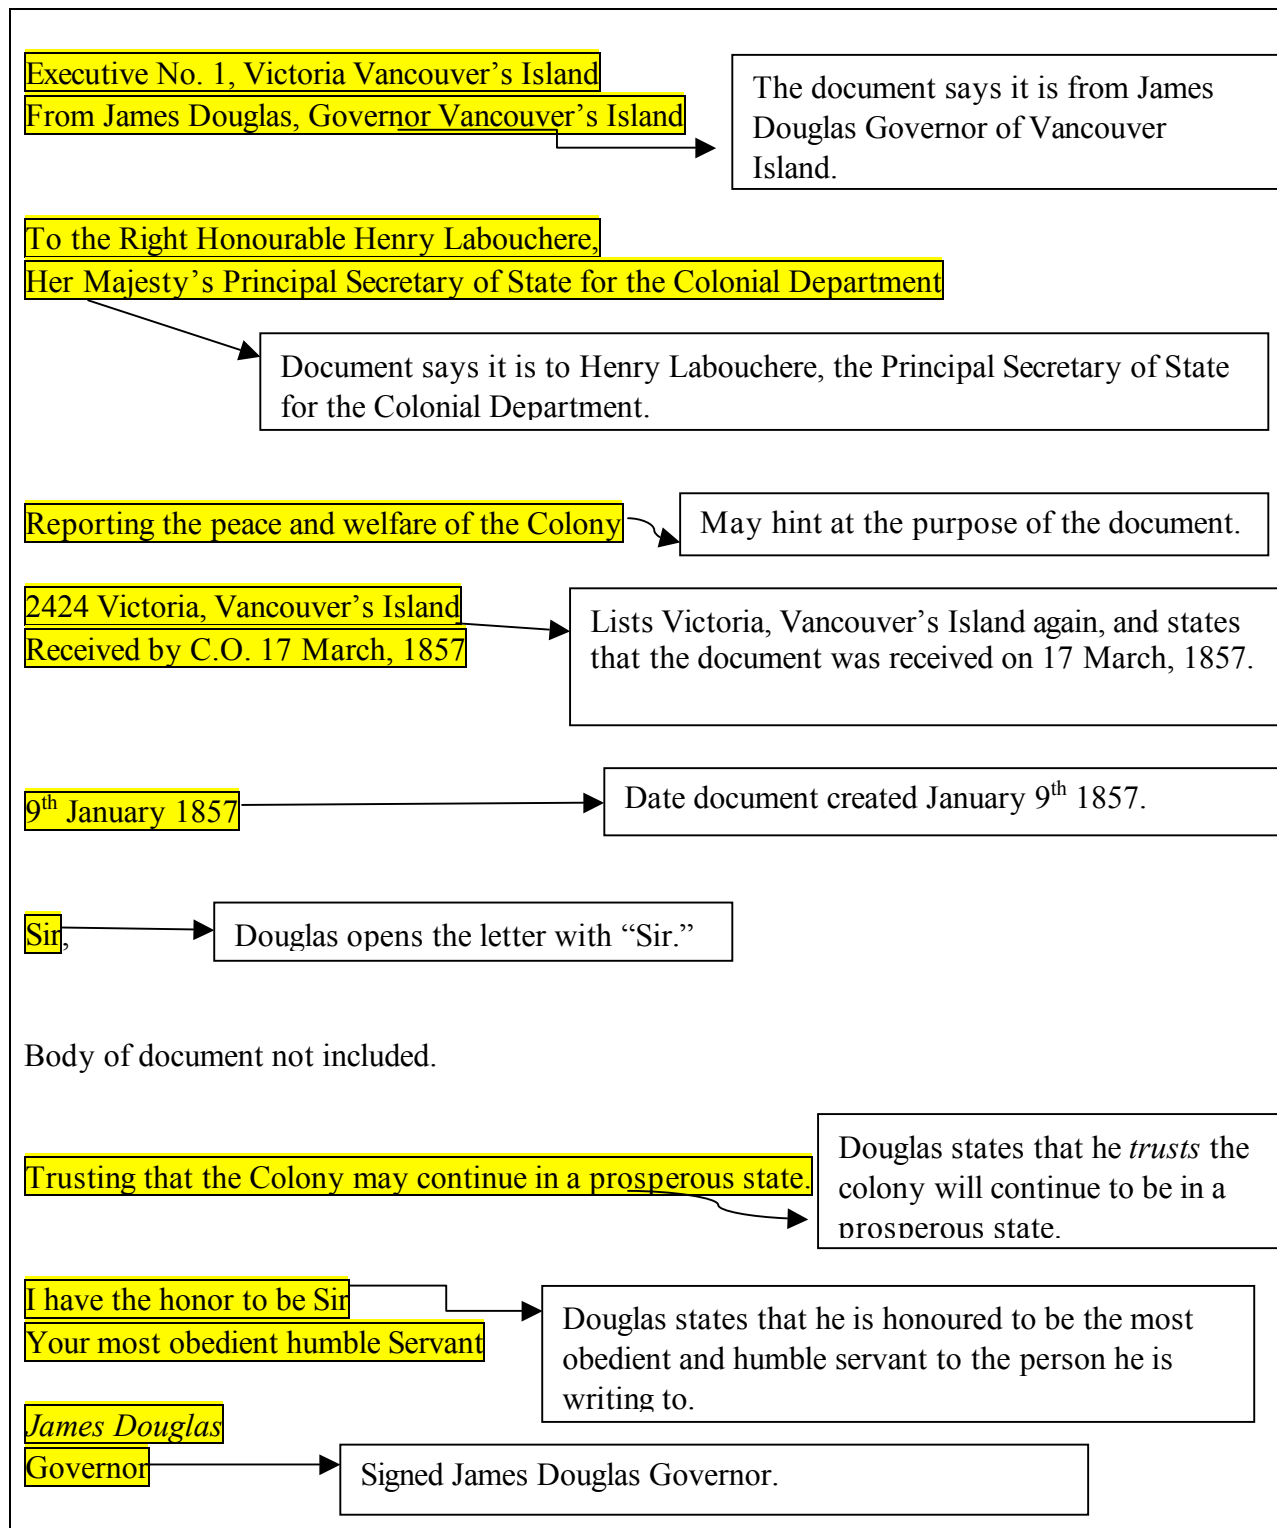 Executive No. 1, Victoria Vancouver's Island
From James Douglas, Governor Vancouver's Island
The document says it is from James
Douglas Governor of Vancouver
Island.
To the Right Honourable Henry Labouchere,
Her Majesty's Principal Secretary of State for the Colonial Department
Document says it is to Henry Labouchere, the Principal Secretary of State
for the Colonial Department.
Reporting the peace and welfare of the Colony
May hint at the purpose of the document.
2424 Victoria, Vancouver's Island
Received by C.O. 17 March, 1857
Lists Victoria, Vancouver's Island again, and states
that the document was received on 17 March, 1857.
9th January 1857
Date document created January 9th 1857.
Sir,
Douglas opens the letter with “Sir.”
Body of document not included.
Trusting that the Colony may continue in a prosperous state.
Douglas states that he trusts the
colony will continue to be in a
prosperous state.
I have the honor to be Sir
Your most obedient humble Servant
Douglas states that he is honoured to be the most
obedient and humble servant to the person he is
writing to.
James Douglas
Governor
Signed James Douglas Governor.